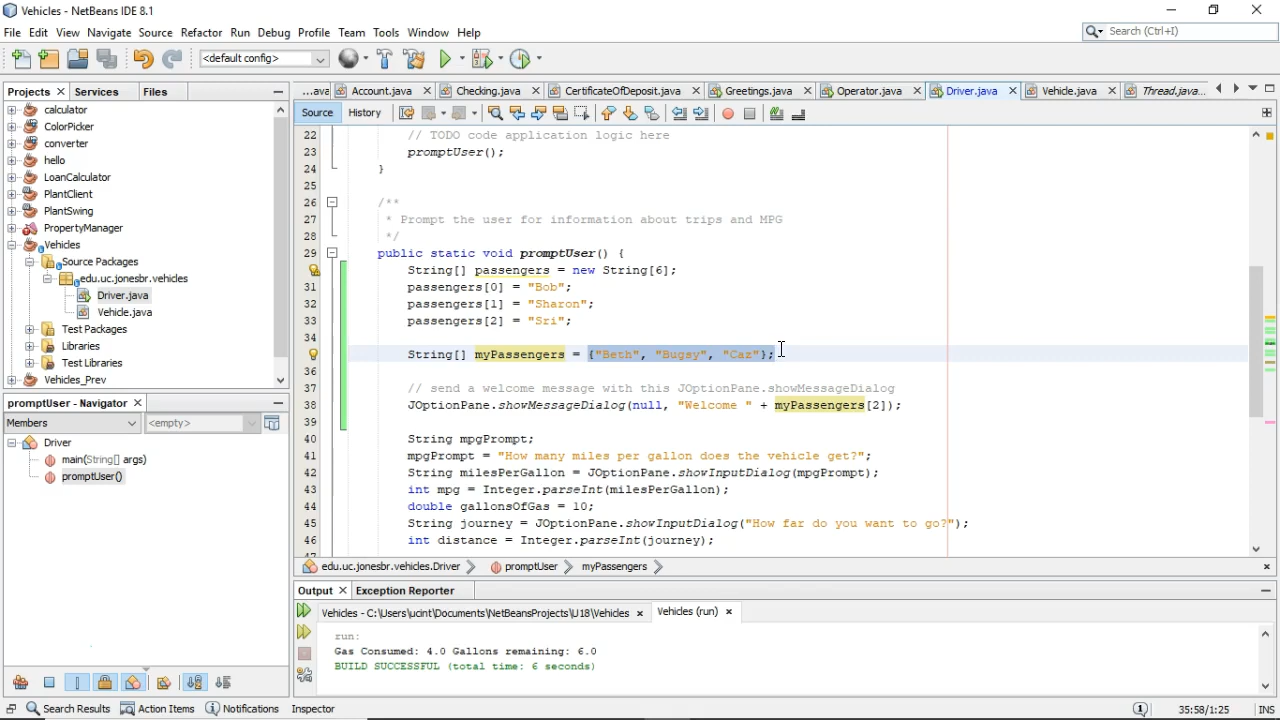 Vehicles - NetBeans IDE 8.1
File Edit View Navigate Source Refactor Run Debug Profile Team Tools Window Help
Search (Ctrl+I)
<default config>
Projects Services Files
...ava Account.java Checking.java CertificateOfDeposit.java Greetings.java Operator.java Driver.java Vehicle.java Thread.java...
Source History
calculator
ColorPicker
converter
hello
LoanCalculator
PlantClient
PlantSwing
PropertyManager
Vehicles
Source Packages
edu.uc.jonesbr.vehicles
Driver.java
Vehicle.java
Test Packages
Libraries
Test Libraries
Vehicles_Prev
22 // TODO code application logic here
23 promptUser();
24 }
25
26 /**
27 * Prompt the user for information about trips and MPG
28 */
29 public static void promptUser() {
String[] passengers = new String[6];
31 passengers[0] = "Bob";
32 passengers[1] = "Sharon";
33 passengers[2] = "Sri";
34
String[] myPassengers = {"Beth", "Bugsy", "Caz"};
36
37 // send a welcome message with this JOptionPane.showMessageDialog
38 JOptionPane.showMessageDialog(null, "Welcome " + myPassengers[2]);
39
40 String mpgPrompt;
41 mpgPrompt = "How many miles per gallon does the vehicle get?";
42 String milesPerGallon = JOptionPane.showInputDialog(mpgPrompt);
43 int mpg = Integer.parseInt(milesPerGallon);
44 double gallonsOfGas = 10;
45 String journey = JOptionPane.showInputDialog("How far do you want to go?");
46 int distance = Integer.parseInt(journey);
promptUser - Navigator
Members <empty>
Driver
main(String[] args)
promptUser()
edu.uc.jonesbr.vehicles.Driver promptUser myPassengers
Output Exception Reporter
Vehicles - C:\Users\ucint\Documents\NetBeansProjects\U18\Vehicles Vehicles (run)
run:
Gas Consumed: 4.0 Gallons remaining: 6.0
BUILD SUCCESSFUL (total time: 6 seconds)
Search Results Action Items Notifications Inspector
35:58/1:25 INS